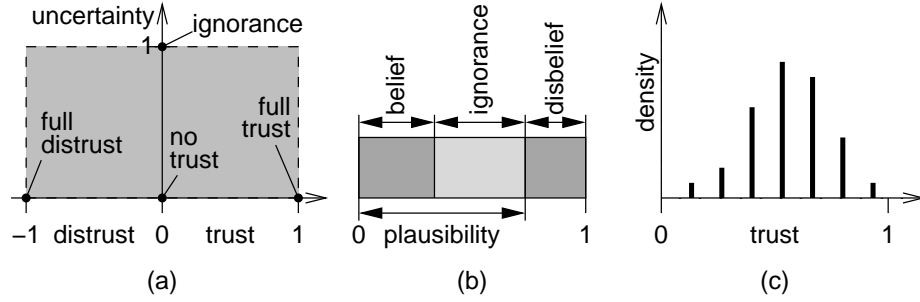 uncertainty
ignorance
1
full
distrust
no
trust
full
trust
−1 distrust 0 trust 1
(a)
belief
ignorance
disbelief
0 plausibility 1
(b)
density
0 trust 1
(c)